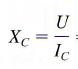 X_C = U / I_C =